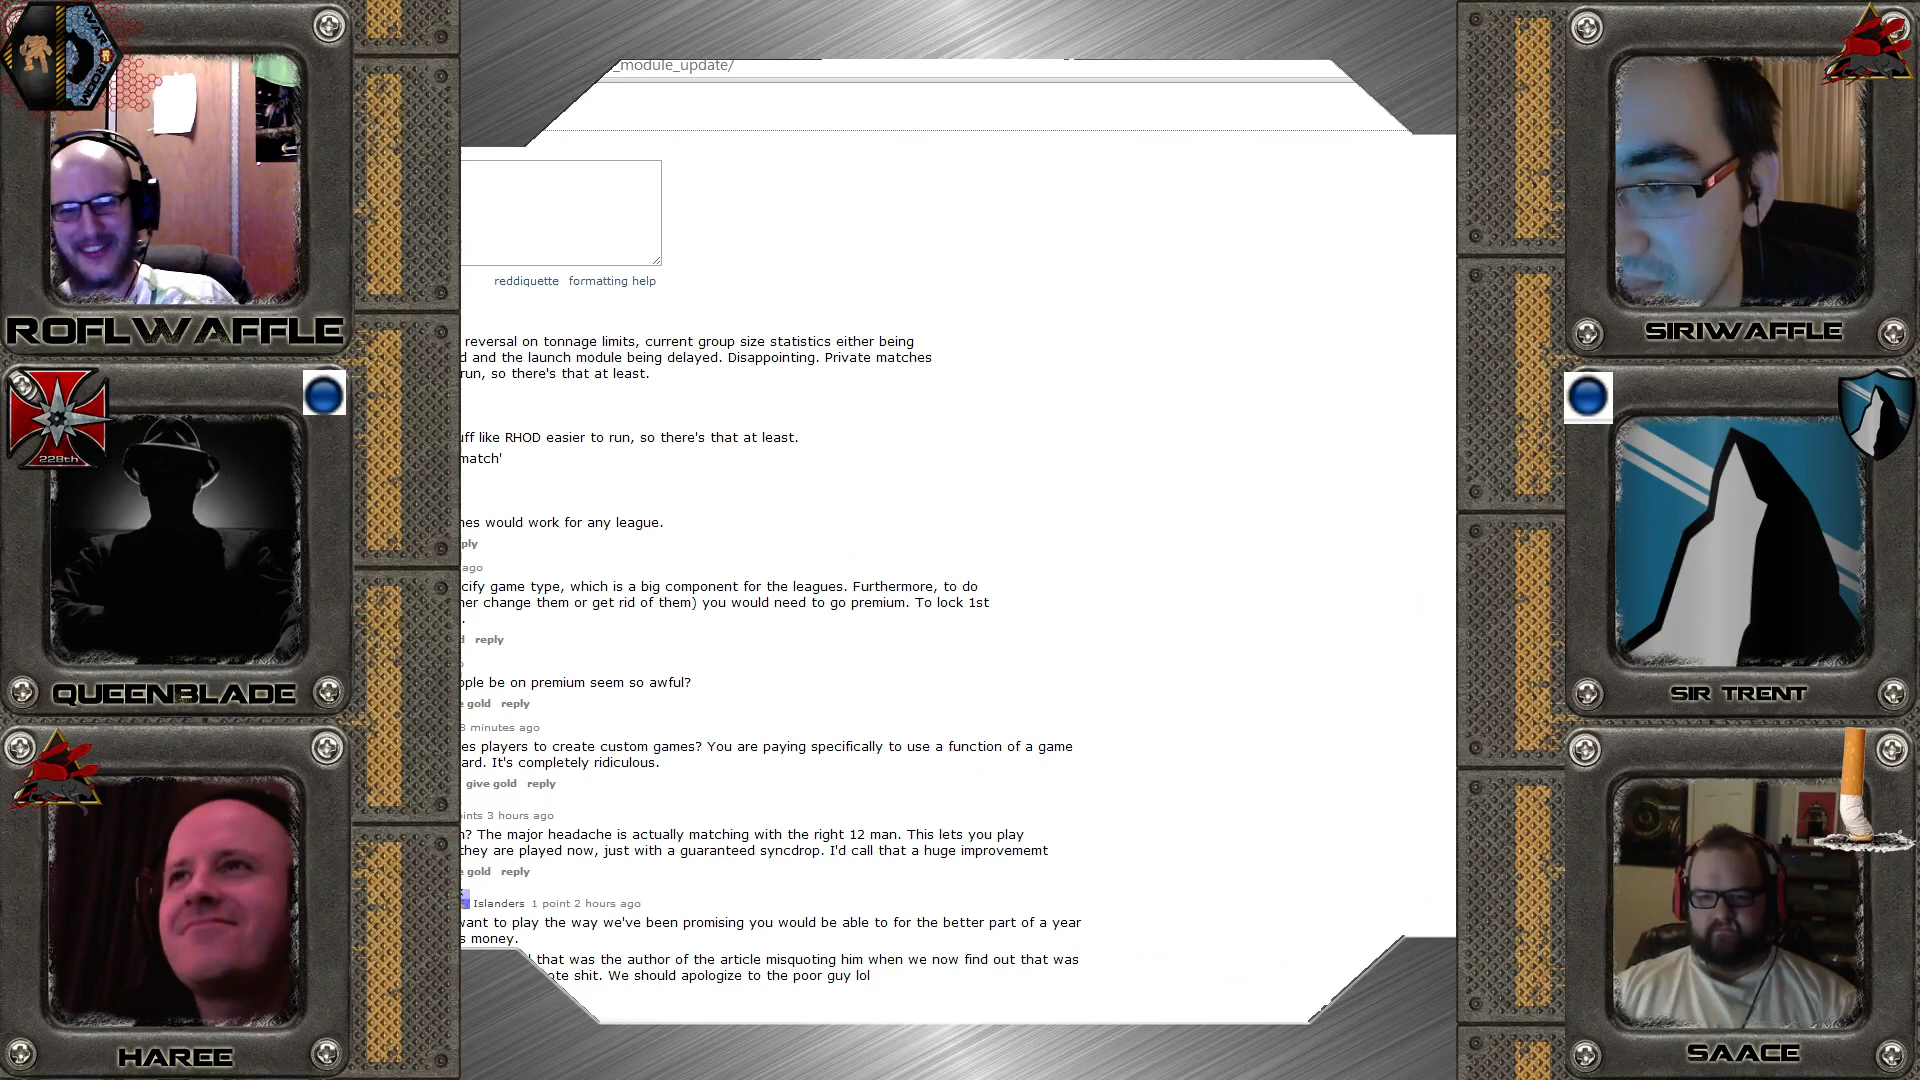 WAR ROOM
ROFLWAFFLE
228th
QUEENBLADE
HAREE
_module_update/
reddiquette formatting help
reversal on tonnage limits, current group size statistics either being
d and the launch module being delayed. Disappointing. Private matches
run, so there's that at least.
uff like RHOD easier to run, so there's that at least.
match'
nes would work for any league.
ply
ago
cify game type, which is a big component for the leagues. Furthermore, to do
her change them or get rid of them) you would need to go premium. To lock 1st
.
d reply
ople be on premium seem so awful?
e gold reply
8 minutes ago
es players to create custom games? You are paying specifically to use a function of a game
ard. It's completely ridiculous.
give gold reply
oints 3 hours ago
n? The major headache is actually matching with the right 12 man. This lets you play
they are played now, just with a guaranteed syncdrop. I'd call that a huge improvememt
e gold reply
Islanders 1 point 2 hours ago
want to play the way we've been promising you would be able to for the better part of a year
s money.
that was the author of the article misquoting him when we now find out that was
ote shit. We should apologize to the poor guy lol
SIRIWAFFLE
SIR TRENT
SAACE